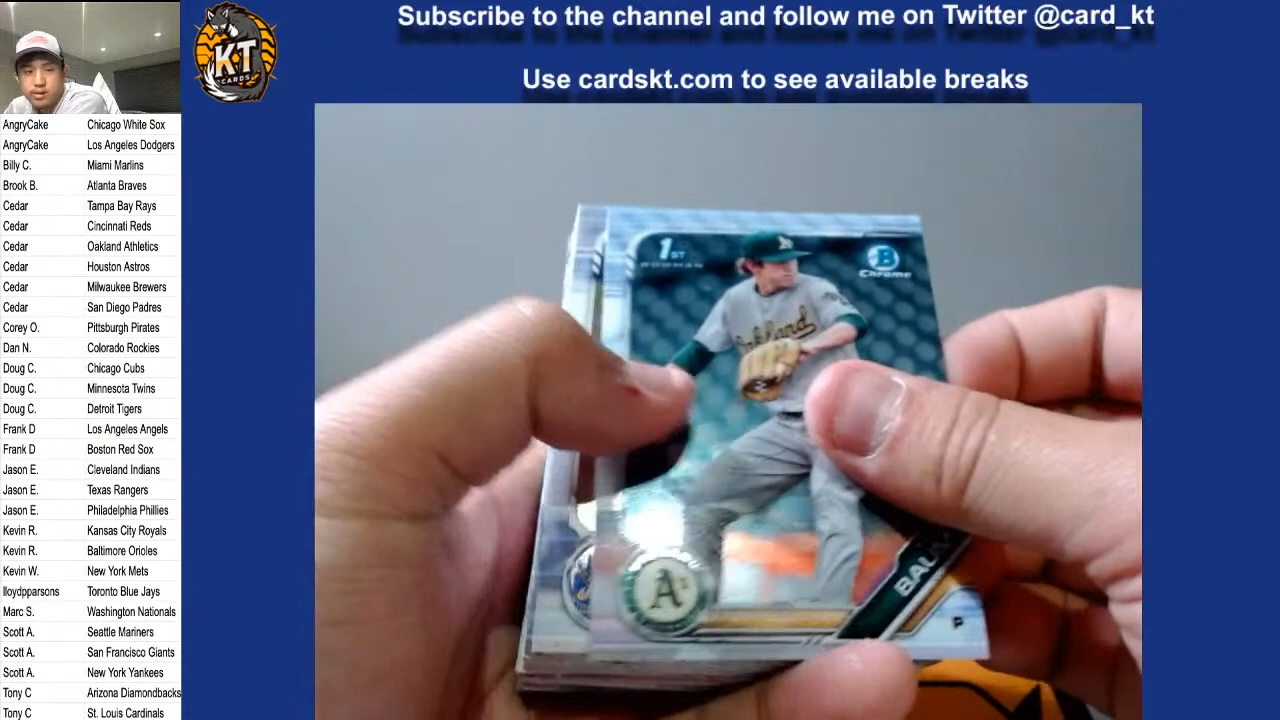 Subscribe to the channel and follow me on Twitter @card_kt
KT
CARDS
Use cardskt.com to see available breaks
AngryCake Chicago White Sox
AngryCake Los Angeles Dodgers
Billy C. Miami Marlins
Brook B. Atlanta Braves
Cedar Tampa Bay Rays
Cedar Cincinnati Reds
Cedar Oakland Athletics
Cedar Houston Astros
Cedar Milwaukee Brewers
Cedar San Diego Padres
Corey O. Pittsburgh Pirates
Dan N. Colorado Rockies
Doug C. Chicago Cubs
Doug C. Minnesota Twins
Doug C. Detroit Tigers
Frank D Los Angeles Angels
Frank D Boston Red Sox
Jason E. Cleveland Indians
Jason E. Texas Rangers
Jason E. Philadelphia Phillies
Kevin R. Kansas City Royals
Kevin R. Baltimore Orioles
Kevin W. New York Mets
lloydpparsons Toronto Blue Jays
Marc S. Washington Nationals
Scott A. Seattle Mariners
Scott A. San Francisco Giants
Scott A. New York Yankees
Tony C Arizona Diamondbacks
Tony C St. Louis Cardinals
1ST
BOWMAN
B
Chrome
Oakland
A's
P